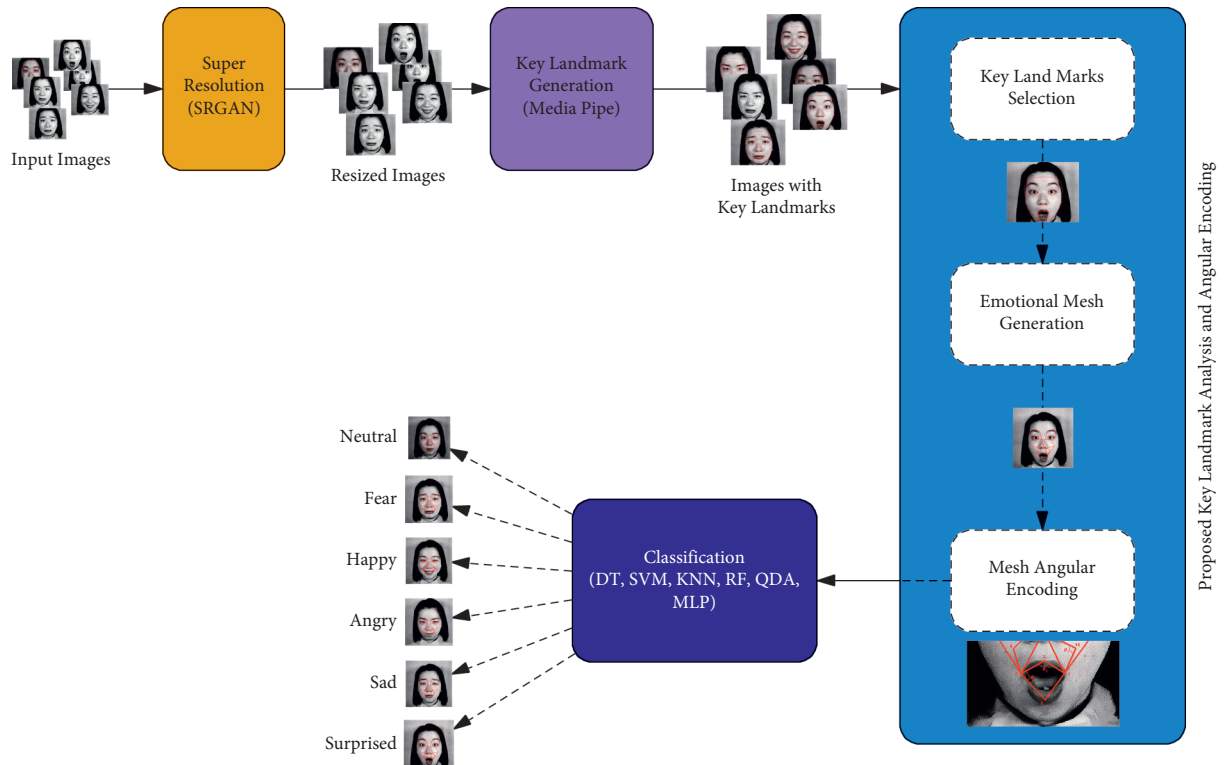 Input Images
Super
Resolution
(SRGAN)
Resized Images
Key Landmark
Generation
(Media Pipe)
Images with
Key Landmarks
Key Land Marks
Selection
Emotional Mesh
Generation
Mesh Angular
Encoding
Proposed Key Landmark Analysis and Angular Encoding
Classification
(DT, SVM, KNN, RF, QDA,
MLP)
Neutral
Fear
Happy
Angry
Sad
Surprised